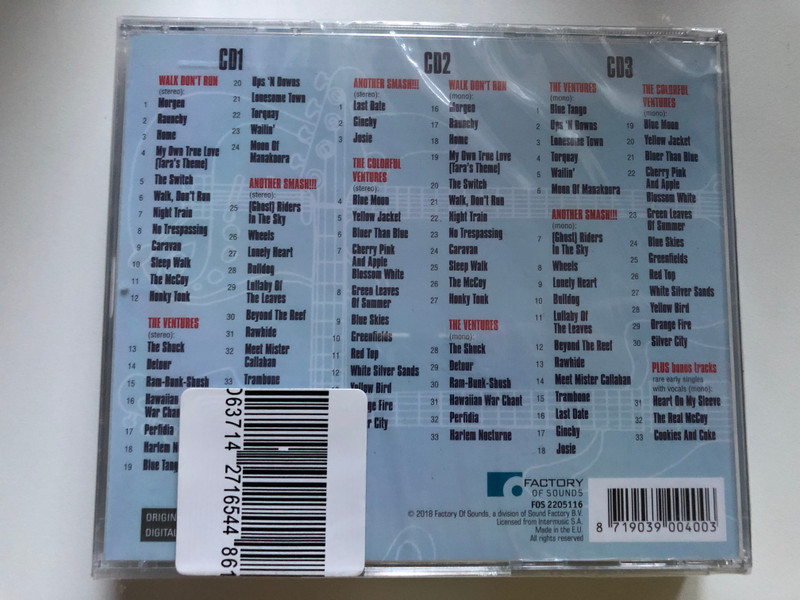 CD1
WALK DON'T RUN
(stereo):
1 Morgen
2 Raunchy
3 Home
4 My Own True Love
(Tara's Theme)
5 The Switch
6 Walk, Don't Run
7 Night Train
8 No Trespassing
9 Caravan
10 Sleep Walk
11 The McCoy
12 Honky Tonk
THE VENTURES
(stereo):
13 The Shuck
14 Detour
15 Ram-Bunk-Shush
16 Hawaiian
War Chant
17 Perfidia
18 Harlem
19 Blue Tango
20 Ups 'N Downs
21 Lonesome Town
22 Torquay
23 Wailin'
24 Moon Of
Manakoora
ANOTHER SMASH!!!
(stereo):
25 (Ghost) Riders
In The Sky
26 Wheels
27 Lonely Heart
28 Bulldog
29 Lullaby Of
The Leaves
30 Beyond The Reef
31 Rawhide
32 Meet Mister
Callahan
33 Trambone
CD2
ANOTHER SMASH!!!
(stereo):
1 Last Date
2 Ginchy
3 Josie
THE COLORFUL
VENTURES
(stereo):
4 Blue Moon
5 Yellow Jacket
6 Bluer Than Blue
7 Cherry Pink
And Apple
Blossom White
8 Green Leaves
Of Summer
9 Blue Skies
10 Greenfields
11 Red Top
12 White Silver Sands
Yellow Bird
Fire
City
WALK DON'T RUN
(mono):
16 Morgen
17 Raunchy
18 Home
19 My Own True Love
(Tara's Theme)
20 The Switch
21 Walk, Don't Run
22 Night Train
23 No Trespassing
24 Caravan
25 Sleep Walk
26 The McCoy
27 Honky Tonk
THE VENTURES
(mono):
28 The Shuck
29 Detour
30 Ram-Bunk-Shush
31 Hawaiian War Chant
32 Perfidia
33 Harlem Nocturne
CD3
THE VENTURES
(mono):
1 Blue Tango
2 Ups 'N Downs
3 Lonesome Town
4 Torquay
5 Wailin'
6 Moon Of Manakoora
ANOTHER SMASH!!!
(mono):
7 (Ghost) Riders
In The Sky
8 Wheels
9 Lonely Heart
10 Bulldog
11 Lullaby Of
The Leaves
12 Beyond The Reef
13 Rawhide
14 Meet Mister Callahan
15 Trambone
16 Last Date
17 Ginchy
18 Josie
THE COLORFUL
VENTURES
(mono):
19 Blue Moon
20 Yellow Jacket
21 Bluer Than Blue
22 Cherry Pink
And Apple
Blossom White
23 Green Leaves
Of Summer
24 Blue Skies
25 Greenfields
26 Red Top
27 White Silver Sands
28 Yellow Bird
29 Orange Fire
30 Silver City
PLUS bonus tracks
rare early singles
with vocals (mono):
31 Heart On My Sleeve
32 The Real McCoy
33 Cookies And Coke
063714 2716544 861
ORIGIN
DIGITAL
FACTORY
OF SOUNDS
FOS 2205116
© 2018 Factory Of Sounds, a division of Sound Factory B.V.
Licensed from Intermusic S.A.
Made in the E.U.
All rights reserved
8 719039 004003